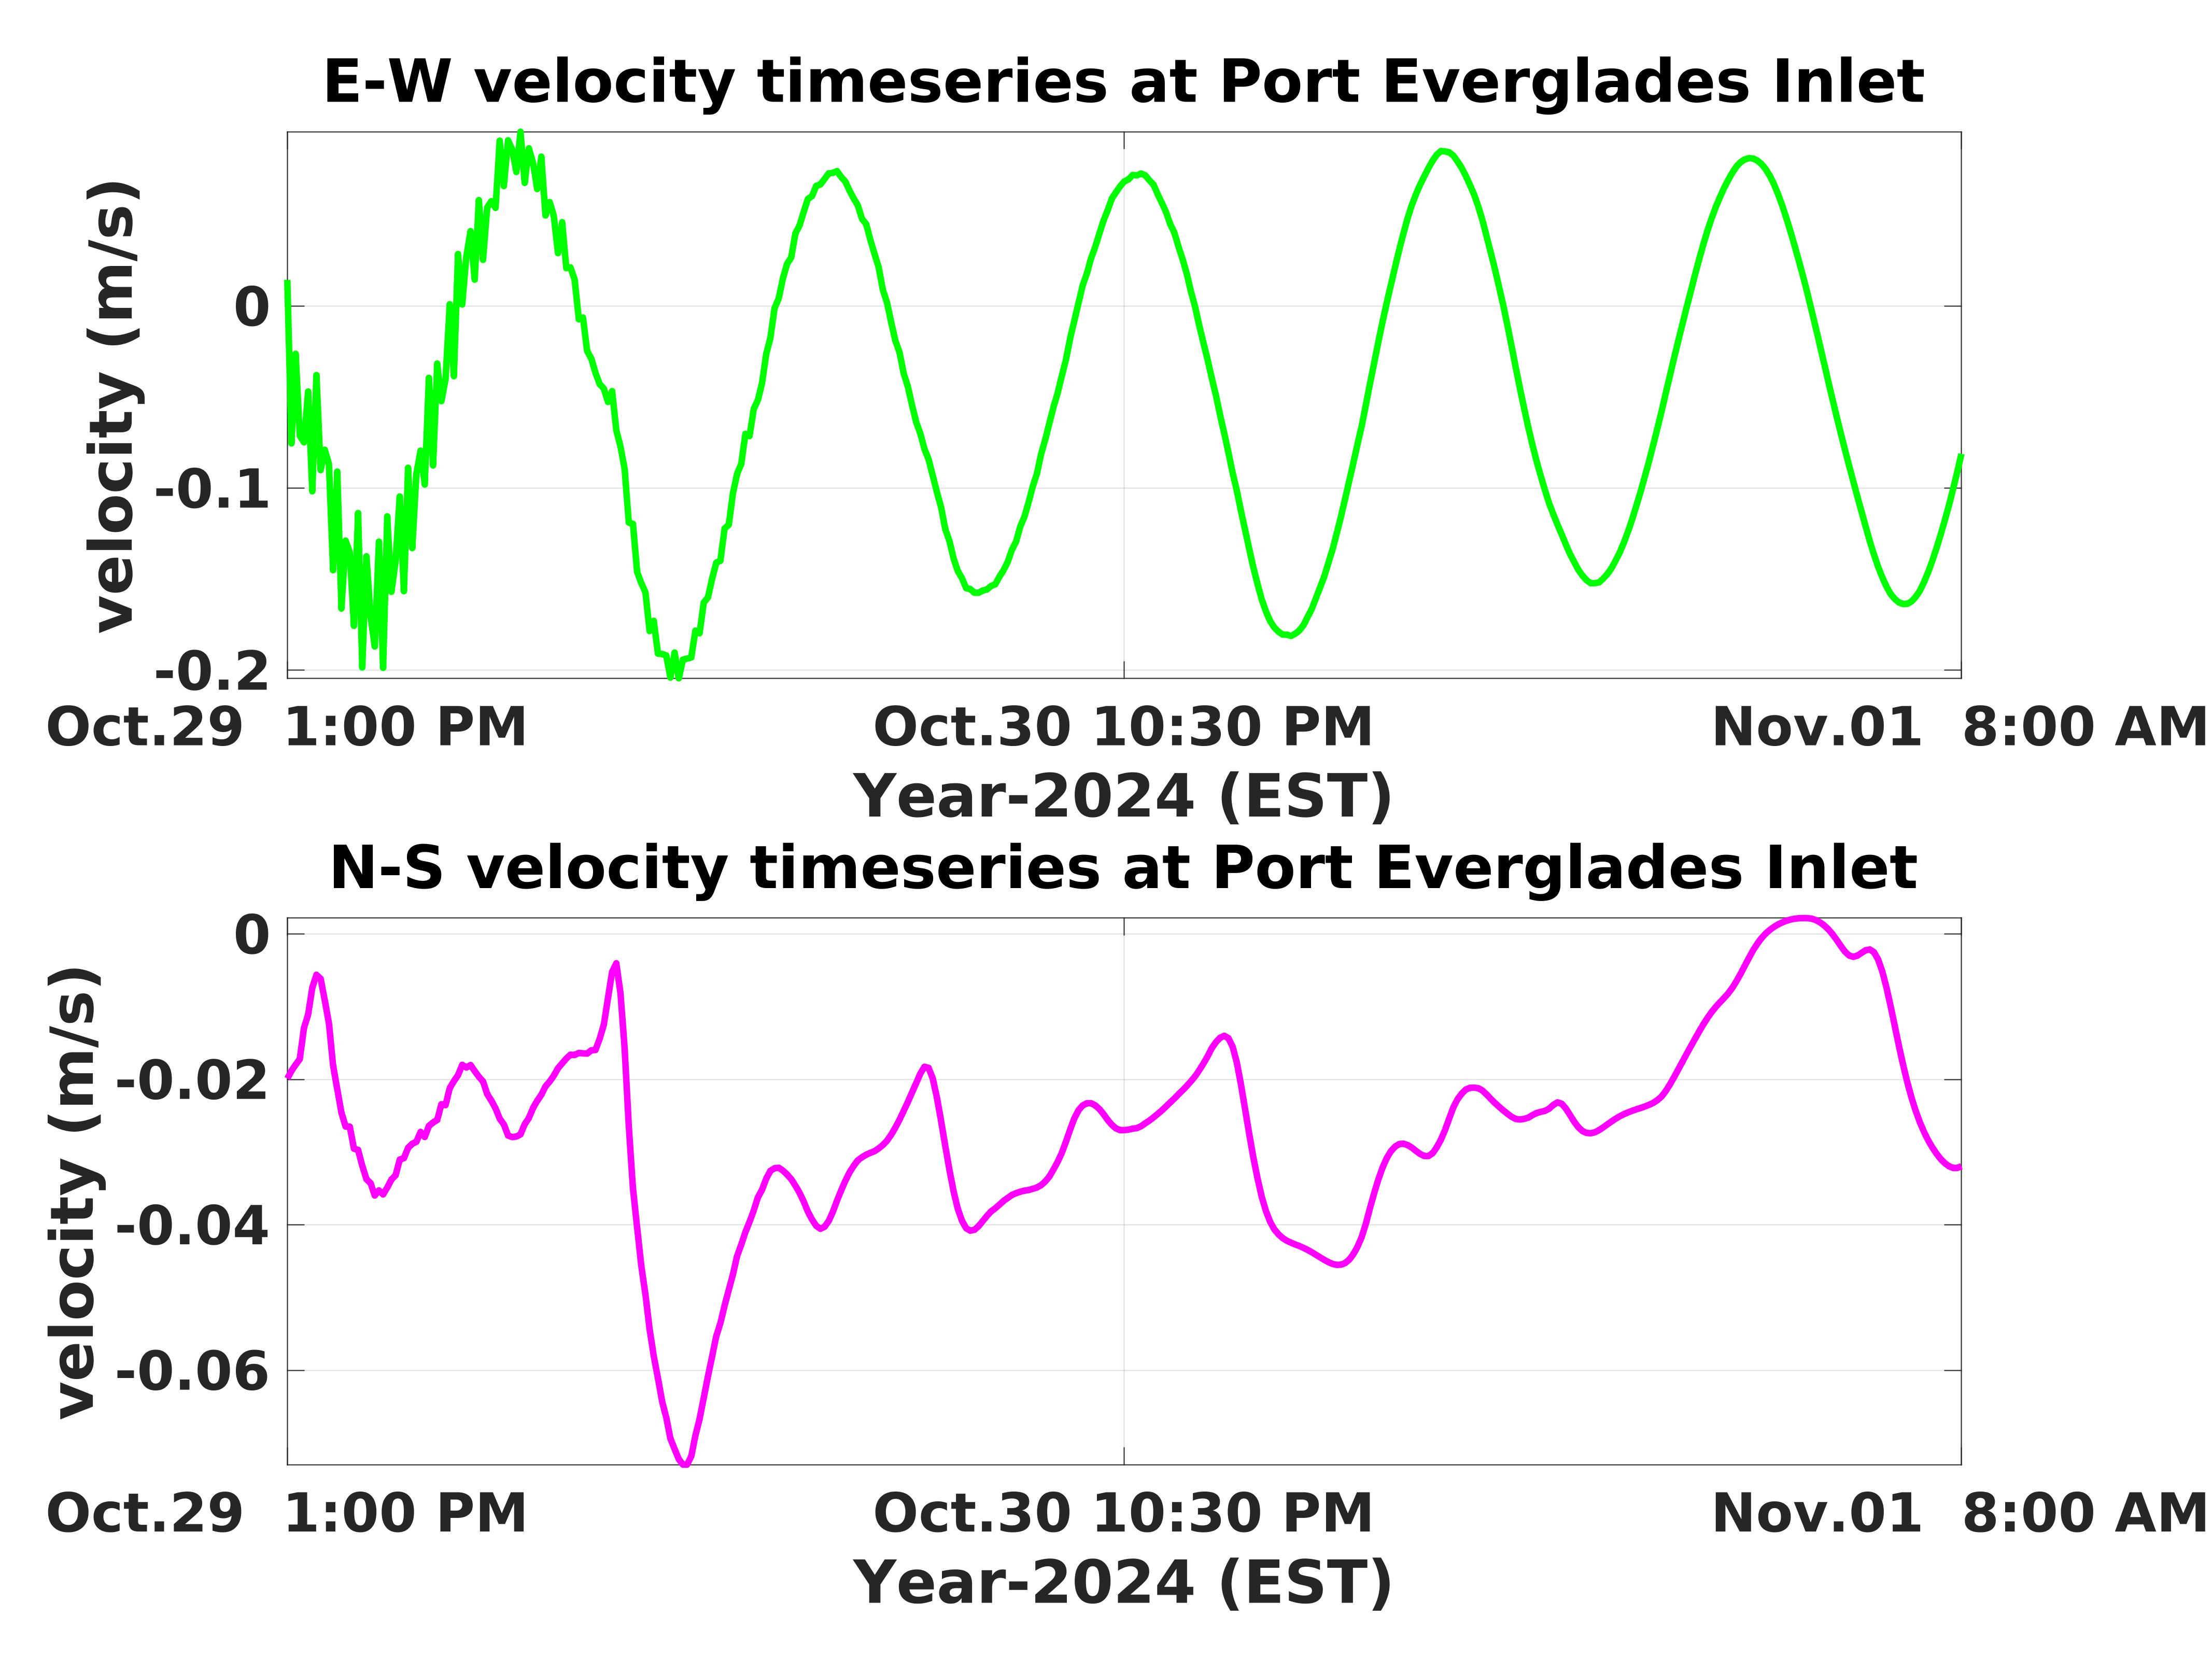 E-W velocity timeseries at Port Everglades Inlet
velocity (m/s)
0
-0.1
-0.2
Oct.29  1:00 PM Oct.30 10:30 PM Nov.01  8:00 AM
Year-2024 (EST)
N-S velocity timeseries at Port Everglades Inlet
velocity (m/s)
0
-0.02
-0.04
-0.06
Oct.29  1:00 PM Oct.30 10:30 PM Nov.01  8:00 AM
Year-2024 (EST)